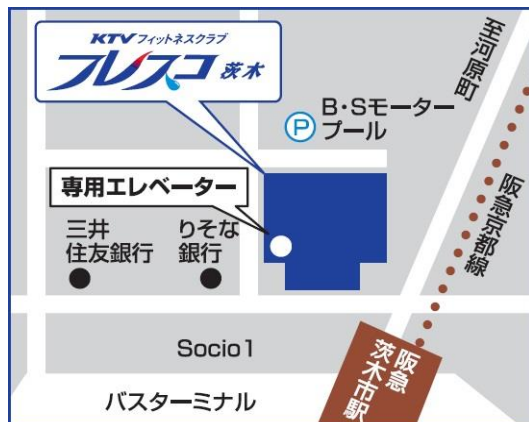 KTVフィットネスクラブ
フレスコ 茨木
P
B・Sモーター
プール
至河原町
阪急京都線
専用エレベーター
三井
住友銀行
りそな
銀行
Socio1
バスターミナル
阪急
茨木市駅